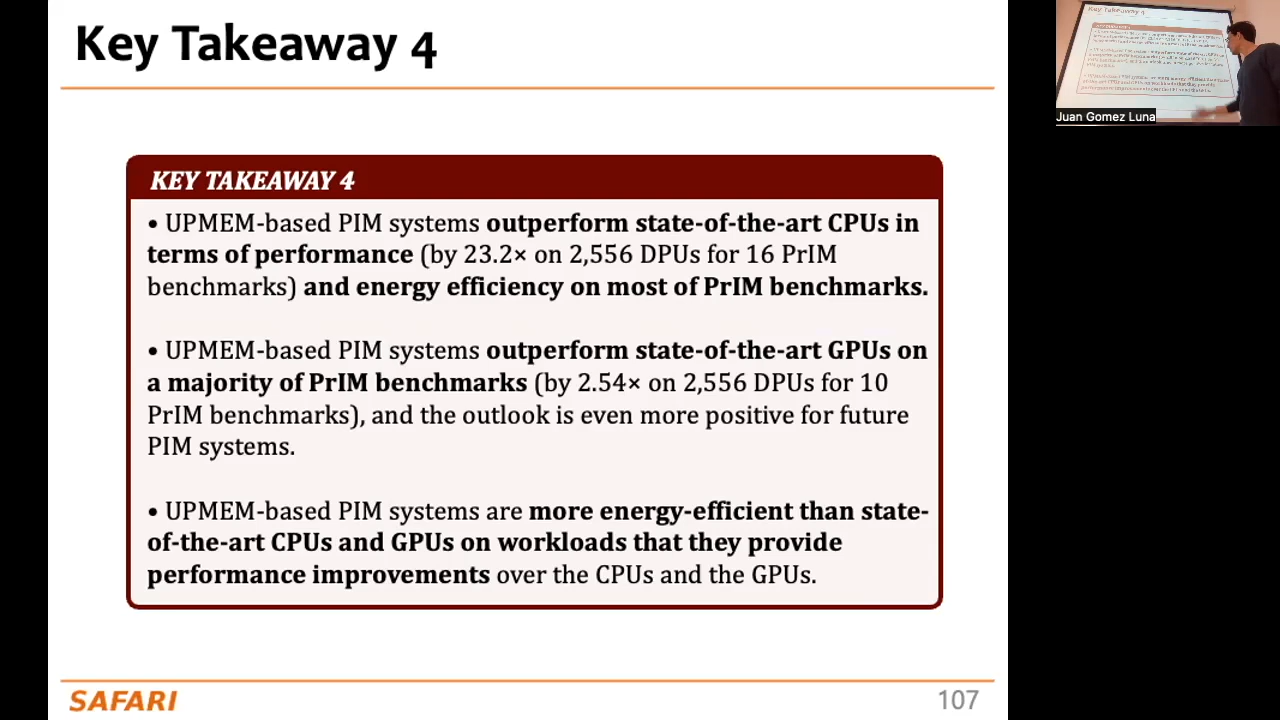 Key Takeaway 4
KEY TAKEAWAY 4
• UPMEM-based PIM systems outperform state-of-the-art CPUs in
terms of performance (by 23.2× on 2,556 DPUs for 16 PrIM
benchmarks) and energy efficiency on most of PrIM benchmarks.
• UPMEM-based PIM systems outperform state-of-the-art GPUs on
a majority of PrIM benchmarks (by 2.54× on 2,556 DPUs for 10
PrIM benchmarks), and the outlook is even more positive for future
PIM systems.
• UPMEM-based PIM systems are more energy-efficient than state-
of-the-art CPUs and GPUs on workloads that they provide
performance improvements over the CPUs and the GPUs.
SAFARI
107
Key Takeaway 4
Juan Gomez Luna